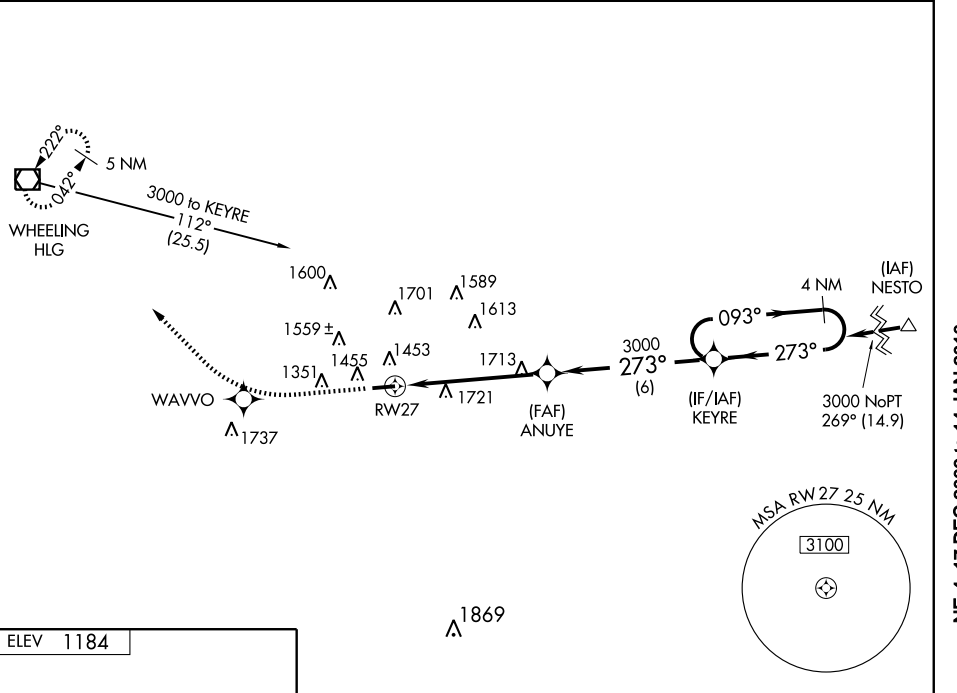 222°
5 NM
042°
WHEELING
HLG
3000 to KEYRE
112°
(25.5)
1600
1701
1589
1613
1559 ±
1453
1455
1351
1713
1721
WAVVO
1737
RW27
(FAF)
ANUYE
3000
273°
(6)
093°
4 NM
273°
(IF/IAF)
KEYRE
(IAF)
NESTO
3000 NoPT
269° (14.9)
MSA RW 27 25 NM
3100
1869
ELEV 1184